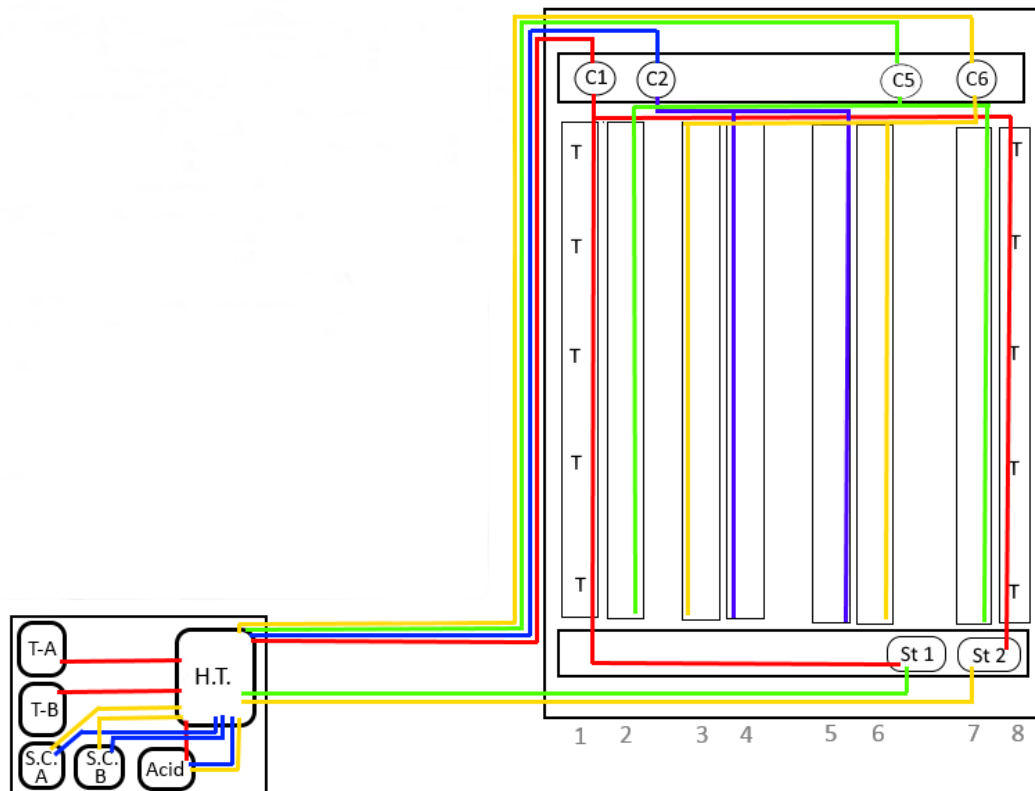 C1 C2 C5 C6
T T
T T
T T
T T
T T
T-A
H.T.
St 1 St 2
T-B
1 2 3 4 5 6 7 8
S.C.
A
S.C.
B
Acid